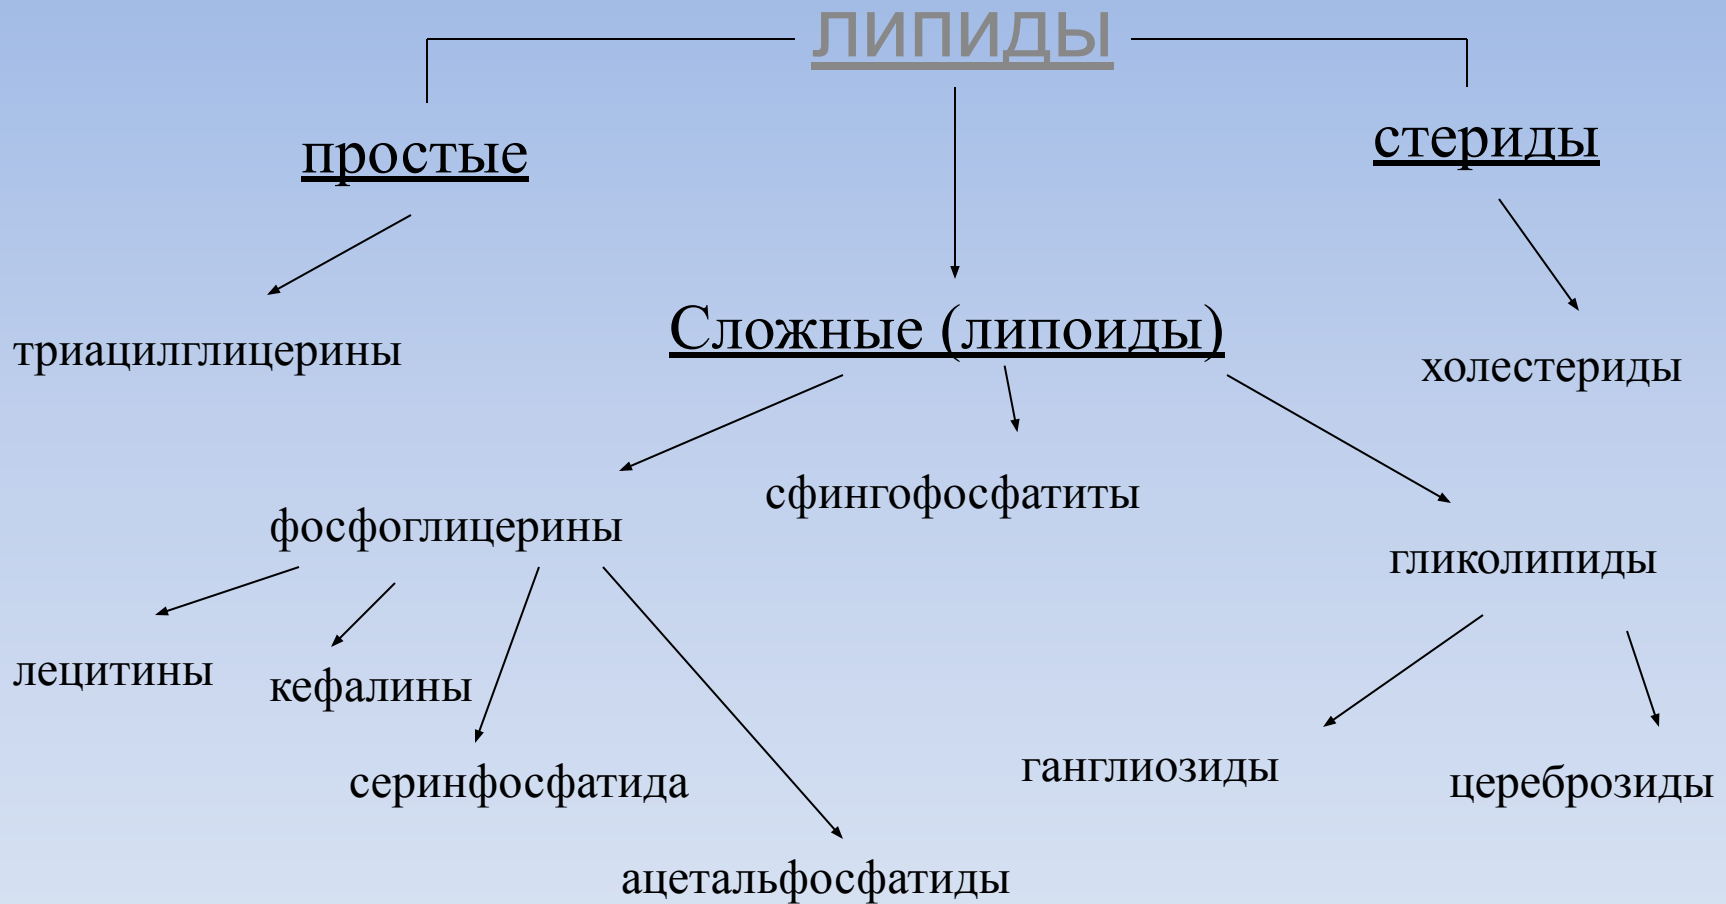 липиды
простые
стериды
триацилглицерины
Сложные (липоиды)
холестериды
сфингофосфатиты
фосфоглицерины
гликолипиды
лецитины
кефалины
серинфосфатида
ганглиозиды
цереброзиды
ацетальфосфатиды